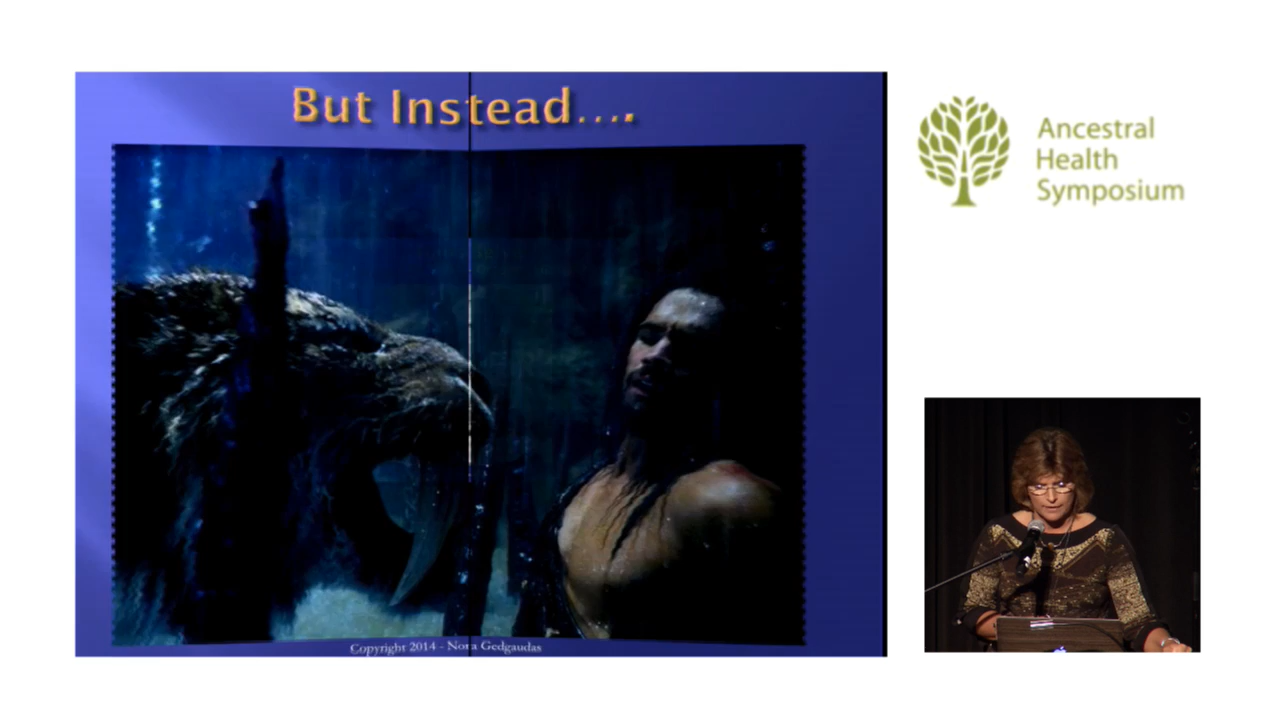 But Instead....
Ancestral
Health
Symposium
Copyright 2014 - Nora Gedgaudas